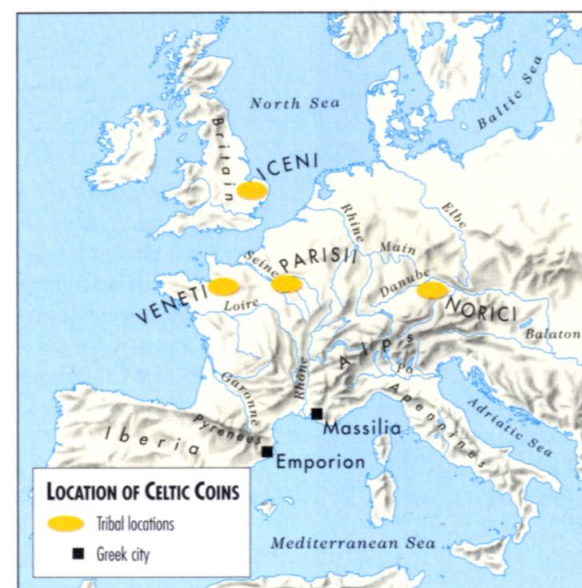 North Sea
Baltic Sea
Britain
ICENI
Elbe
Rhine
Main
Seine
PARISII
Danube
VENETI
NORICI
Loire
Balaton
Alps
Po
Rhône
Garonne
Apennines
Adriatic Sea
Pyrenees
Massilia
Iberia
Emporion
LOCATION OF CELTIC COINS
Tribal locations
Greek city
Mediterranean Sea